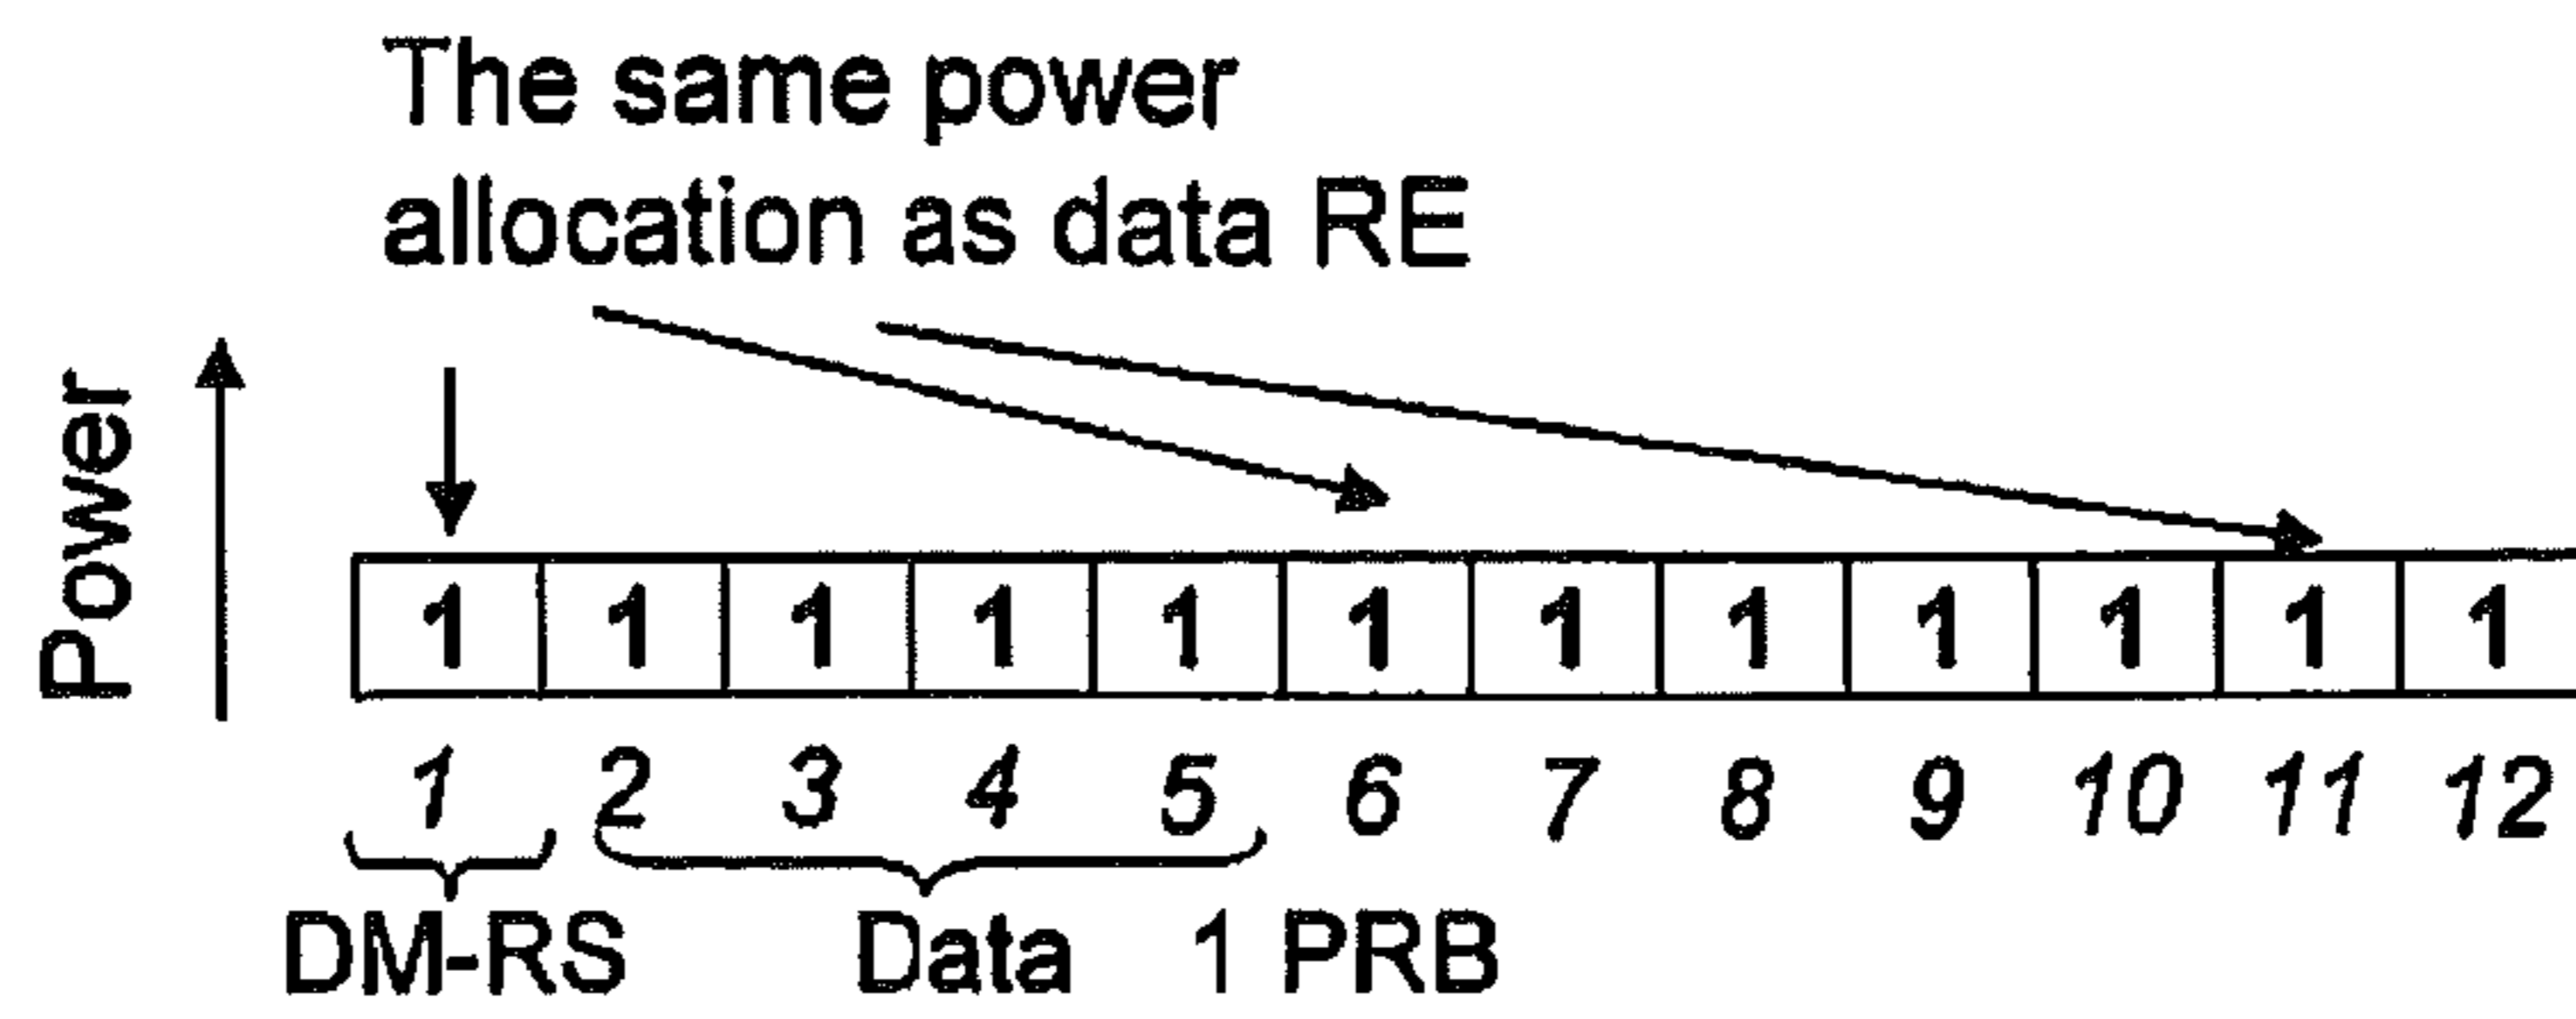 The same power
allocation as data RE
Power
1 1 1 1 1 1 1 1 1 1 1 1
1 2 3 4 5 6 7 8 9 10 11 12
DM-RS Data 1 PRB